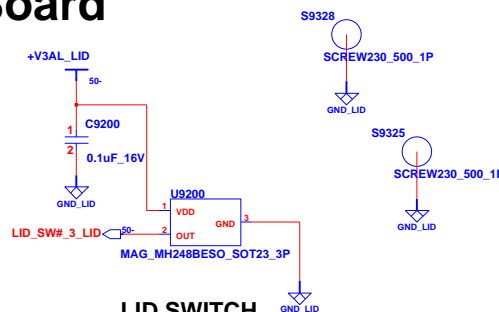 Board
S9328
SCREW230_500_1P
GND_LID
+V3AL_LID
50-
1
C9200
2
0.1uF_16V
GND_LID
S9325
SCREW230_500_1P
GND_LID
U9200
1
VDD
GND
3
LID_SW#_3_LID
50-
2
OUT
MAG_MH248BESO_SOT23_3P
LID SWITCH
GND_LID